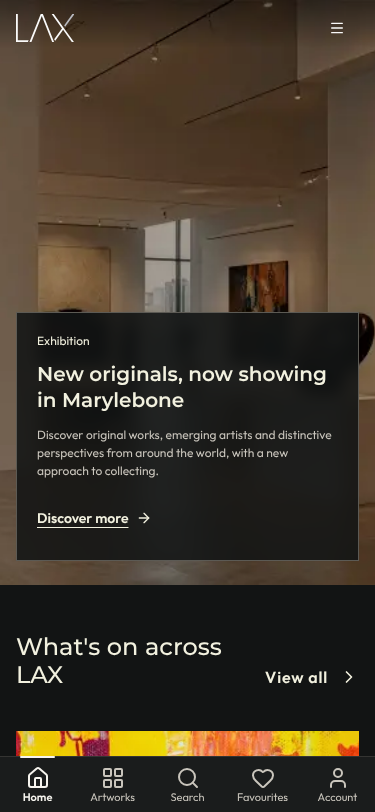 LAX
Exhibition
New originals, now showing
in Marylebone
Discover original works, emerging artists and distinctive
perspectives from around the world, with a new
approach to collecting.
Discover more
What's on across
LAX
View all
Home
Artworks
Search
Favourites
Account